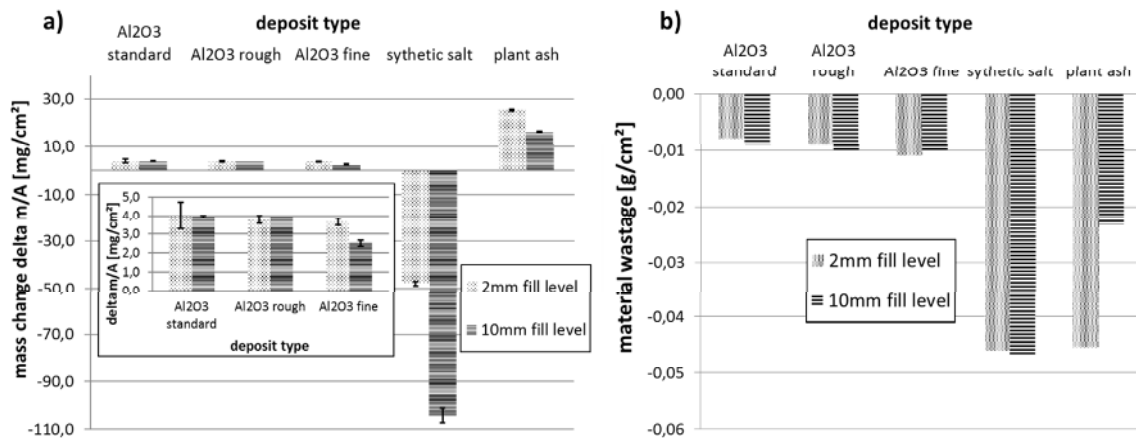 a)
deposit type
Al2O3
standard
Al2O3 rough
Al2O3 fine
sythetic salt
plant ash
mass change delta m/A [mg/cm²]
30,0
10,0
-10,0
-30,0
-50,0
-70,0
-90,0
-110,0
deltam/A [mg/cm²]
5,0
4,0
3,0
2,0
1,0
0,0
Al2O3
standard
Al2O3 rough
Al2O3 fine
deposit type
2mm fill level
10mm fill level
b)
deposit type
Al2O3
standard
Al2O3
rough
Al2O3 fine
sythetic salt
plant ash
material wastage [g/cm²]
0,00
-0,01
-0,02
-0,03
-0,04
-0,05
-0,06
2mm fill level
10mm fill level